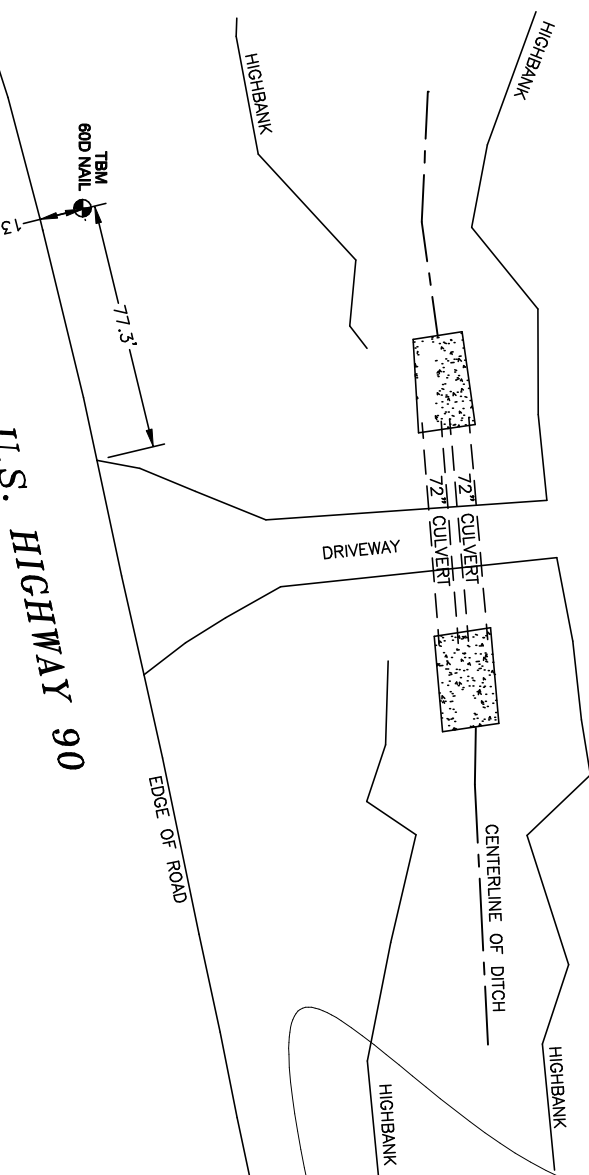 HIGHBANK
HIGHBANK
TBM
60D NAIL
13
77.3'
72" CULVERT
72" CULVERT
DRIVEWAY
U.S. HIGHWAY 90
EDGE OF ROAD
CENTERLINE OF DITCH
HIGHBANK
HIGHBANK